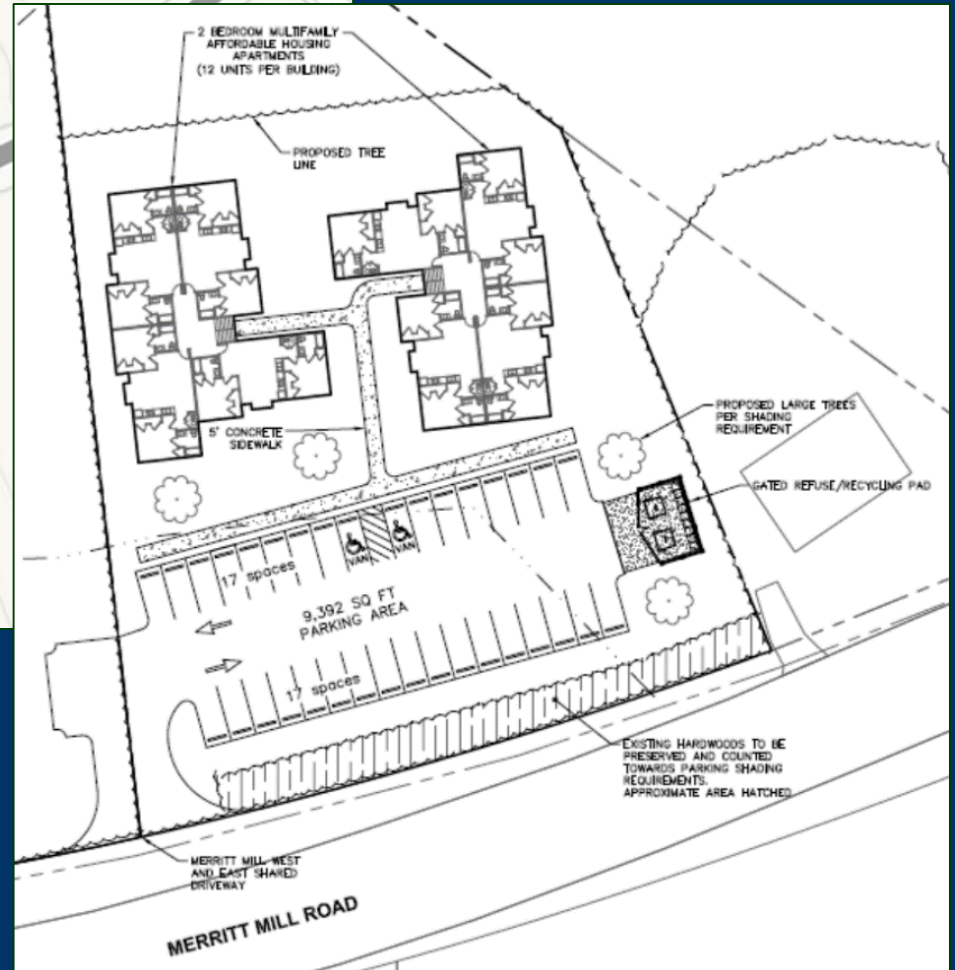 2 BEDROOM MULTIFAMILY
AFFORDABLE HOUSING
APARTMENTS
(12 UNITS PER BUILDING)
PROPOSED TREE
LINE
PROPOSED LARGE TREES
PER SHADING
REQUIREMENT
5' CONCRETE
SIDEWALK
GATED REFUSE/RECYCLING PAD
VAN
VAN
17 spaces
9,392 SQ FT
PARKING AREA
17 spaces
EXISTING HARDWOODS TO BE
PRESERVED AND COUNTED
TOWARDS PARKING SHADING
REQUIREMENTS.
APPROXIMATE AREA HATCHED
MERRITT MILL WEST
AND EAST SHARED
DRIVEWAY
MERRITT MILL ROAD